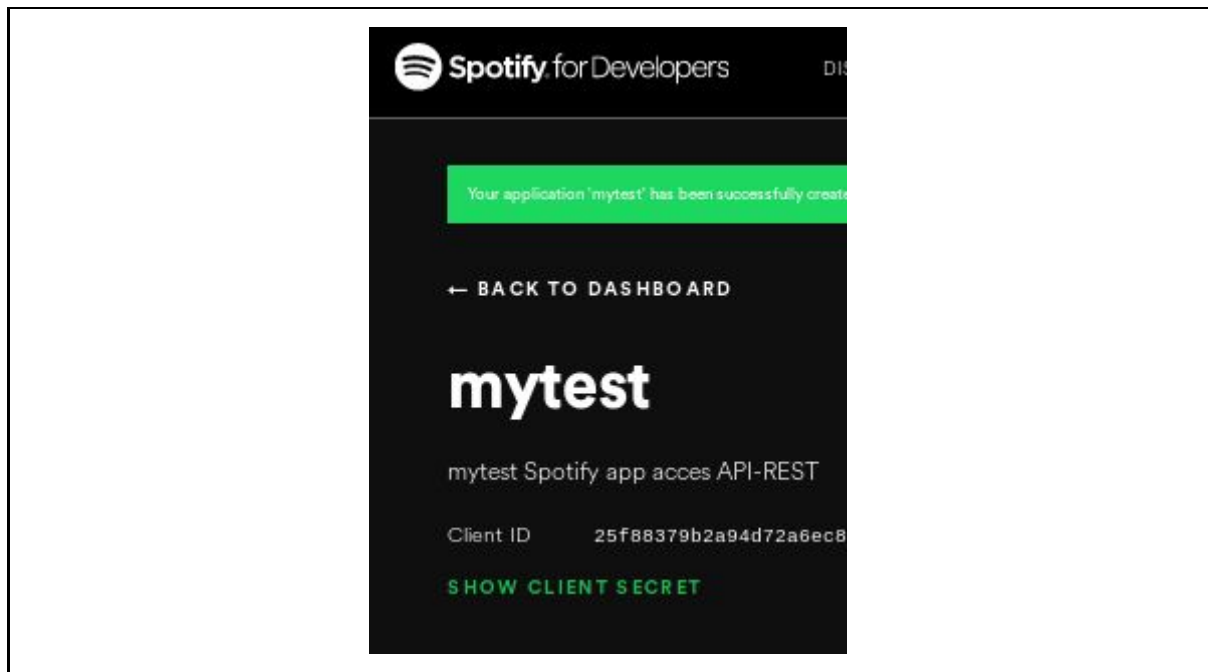 Spotify for Developers DIS
Your application 'mytest' has been successfully create
← BACK TO DASHBOARD
mytest
mytest Spotify app acces API-REST
Client ID 25f88379b2a94d72a6ec8
SHOW CLIENT SECRET